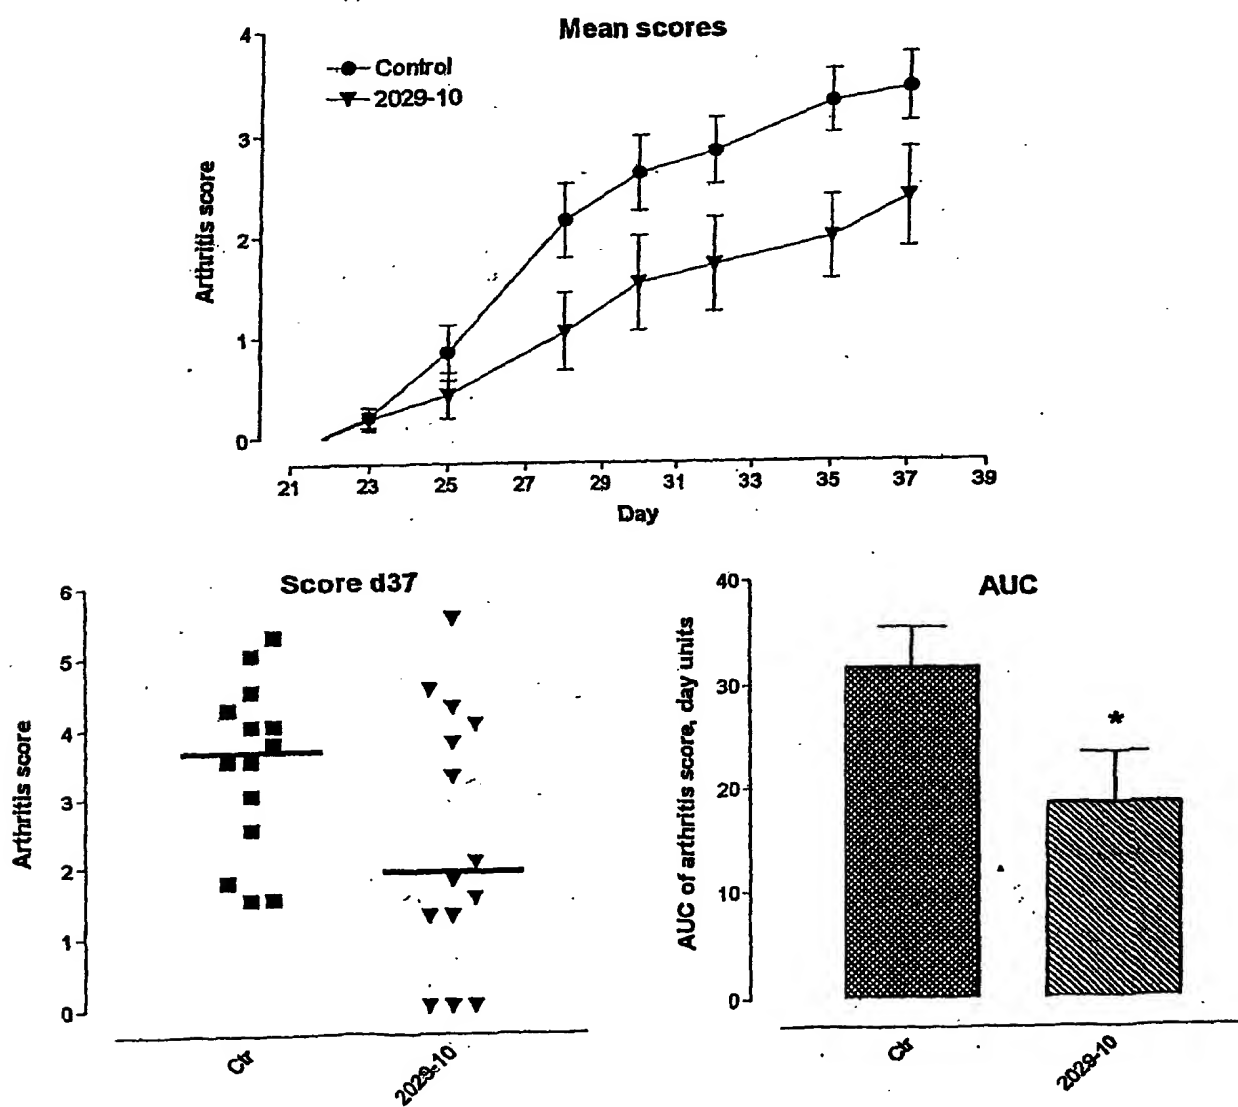 Mean scores
Control
2029-10
Arthritis score
4
3
2
1
0
21 23 25 27 29 31 33 35 37 39
Day
Score d37
Arthritis score
6
5
4
3
2
1
0
Ctr
2029-10
AUC
AUC of arthritis score, day units
40
30
20
10
0
*
Ctr
2029-10